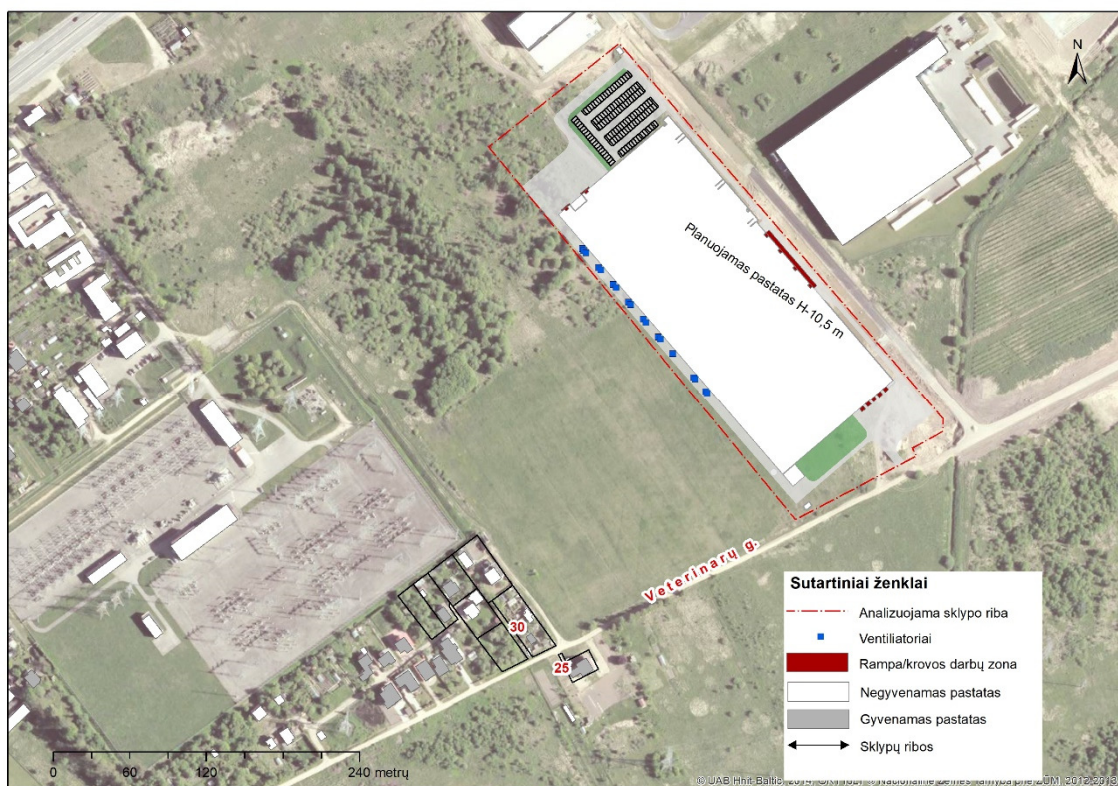 N
Planuojamas pastatas H-10,5 m
Veterinarų g.
30
25
Sutartiniai ženklai
Analizuojama sklypo riba
Ventiliatoriai
Rampa/krovos darbų zona
Negyvenamas pastatas
Gyvenamas pastatas
Sklypų ribos
0 60 120 240 metrų
© UAB Hnit-Baltic, 2014,